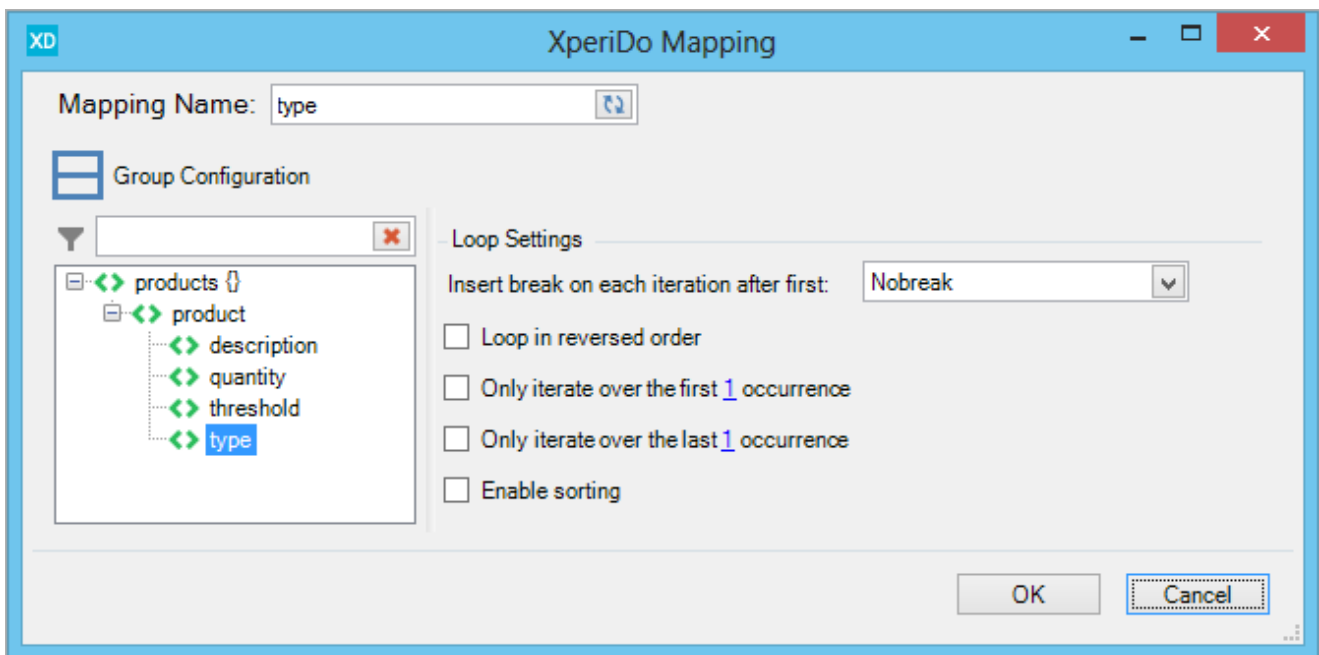 XD XperiDo Mapping
Mapping Name: type
Group Configuration
products {}
product
description
quantity
threshold
type
Loop Settings
Insert break on each iteration after first: Nobreak
Loop in reversed order
Only iterate over the first 1 occurrence
Only iterate over the last 1 occurrence
Enable sorting
OK Cancel